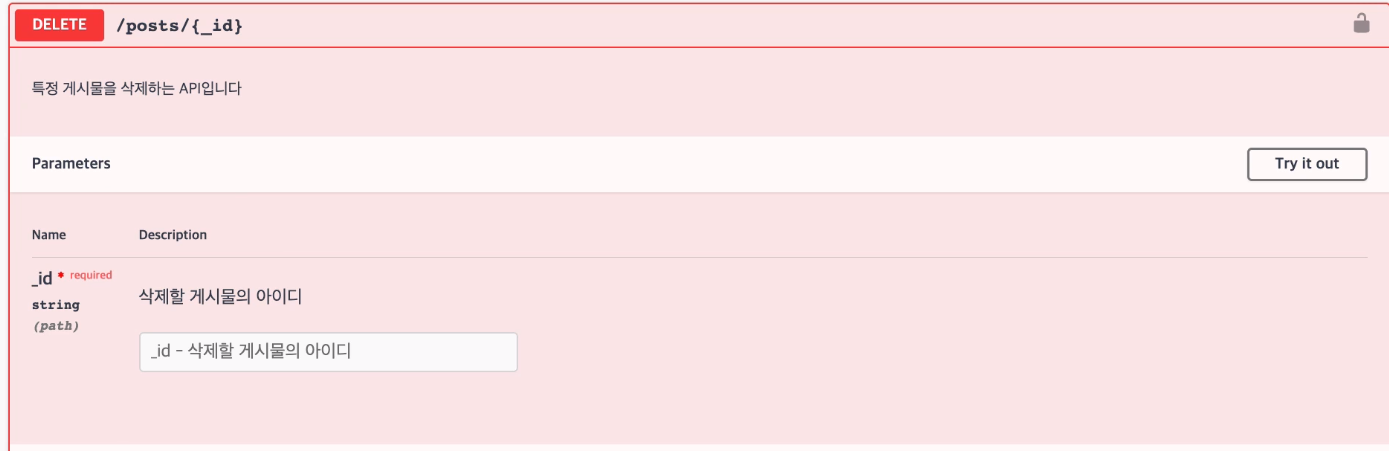 DELETE /posts/{_id}
특정 게시물을 삭제하는 API입니다
Parameters Try it out
Name Description
_id * required
string
(path)
삭제할 게시물의 아이디
_id - 삭제할 게시물의 아이디